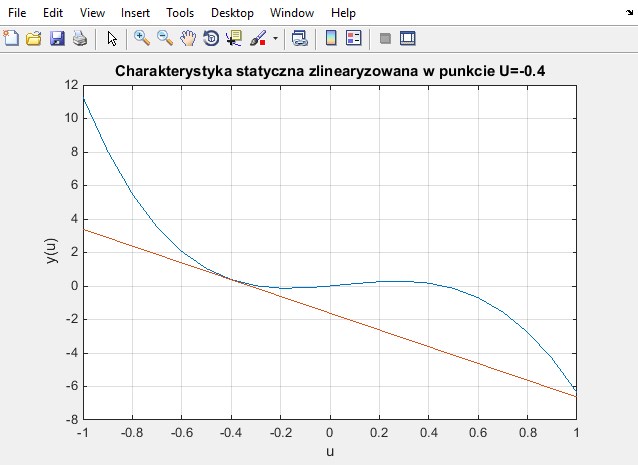 File Edit View Insert Tools Desktop Window Help
Charakterystyka statyczna zlinearyzowana w punkcie U=-0.4
12
10
8
6
4
2
0
-2
-4
-6
-8
y(u)
-1 -0.8 -0.6 -0.4 -0.2 0 0.2 0.4 0.6 0.8 1
u